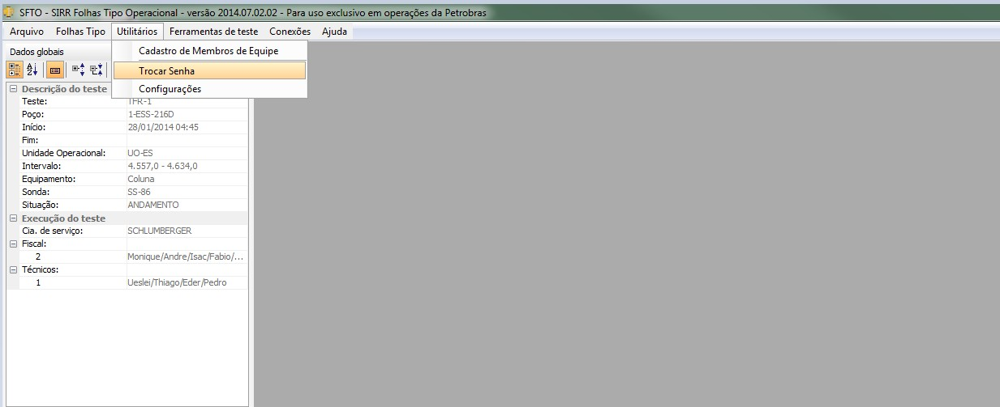 SFTO - SIRR Folhas Tipo Operacional - versão 2014.07.02.02 - Para uso exclusivo em operações da Petrobras
Arquivo Folhas Tipo Utilitários Ferramentas de teste Conexões Ajuda
Dados globais
Cadastro de Membros de Equipe
Trocar Senha
Configurações
Descrição do teste
Teste: TFR-1
Poço: 1-ESS-216D
Início: 28/01/2014 04:45
Fim:
Unidade Operacional: UO-ES
Intervalo: 4.557,0 - 4.634,0
Equipamento: Coluna
Sonda: SS-86
Situação: ANDAMENTO
Execução do teste
Cia. de serviço: SCHLUMBERGER
Fiscal:
2 Monique/Andre/Isac/Fabio/...
Técnicos:
1 Ueslei/Thiago/Eder/Pedro